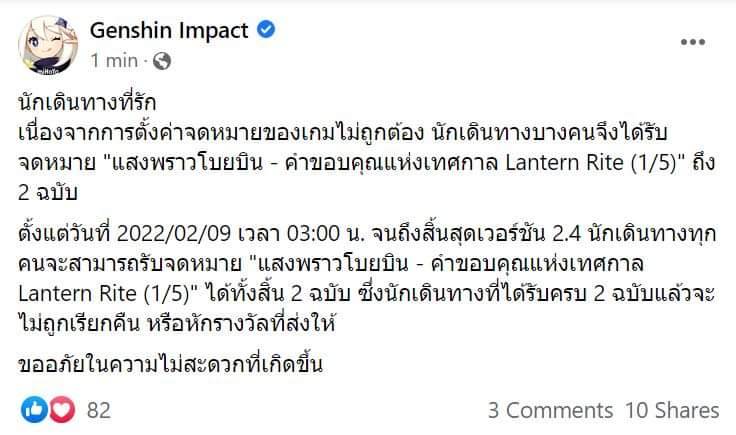 Genshin Impact
1 min
นักเดินทางที่รัก
เนื่องจากการตั้งค่าจดหมายของเกมไม่ถูกต้อง นักเดินทางบางคนจึงได้รับ
จดหมาย "แสงพราวโบยบิน - คำขอบคุณแห่งเทศกาล Lantern Rite (1/5)" ถึง
2 ฉบับ
ตั้งแต่วันที่ 2022/02/09 เวลา 03:00 น. จนถึงสิ้นสุดเวอร์ชัน 2.4 นักเดินทางทุก
คนจะสามารถรับจดหมาย "แสงพราวโบยบิน - คำขอบคุณแห่งเทศกาล
Lantern Rite (1/5)" ได้ทั้งสิ้น 2 ฉบับ ซึ่งนักเดินทางที่ได้รับครบ 2 ฉบับแล้วจะ
ไม่ถูกเรียกคืน หรือหักรางวัลที่ส่งให้
ขออภัยในความไม่สะดวกที่เกิดขึ้น
82
3 Comments 10 Shares